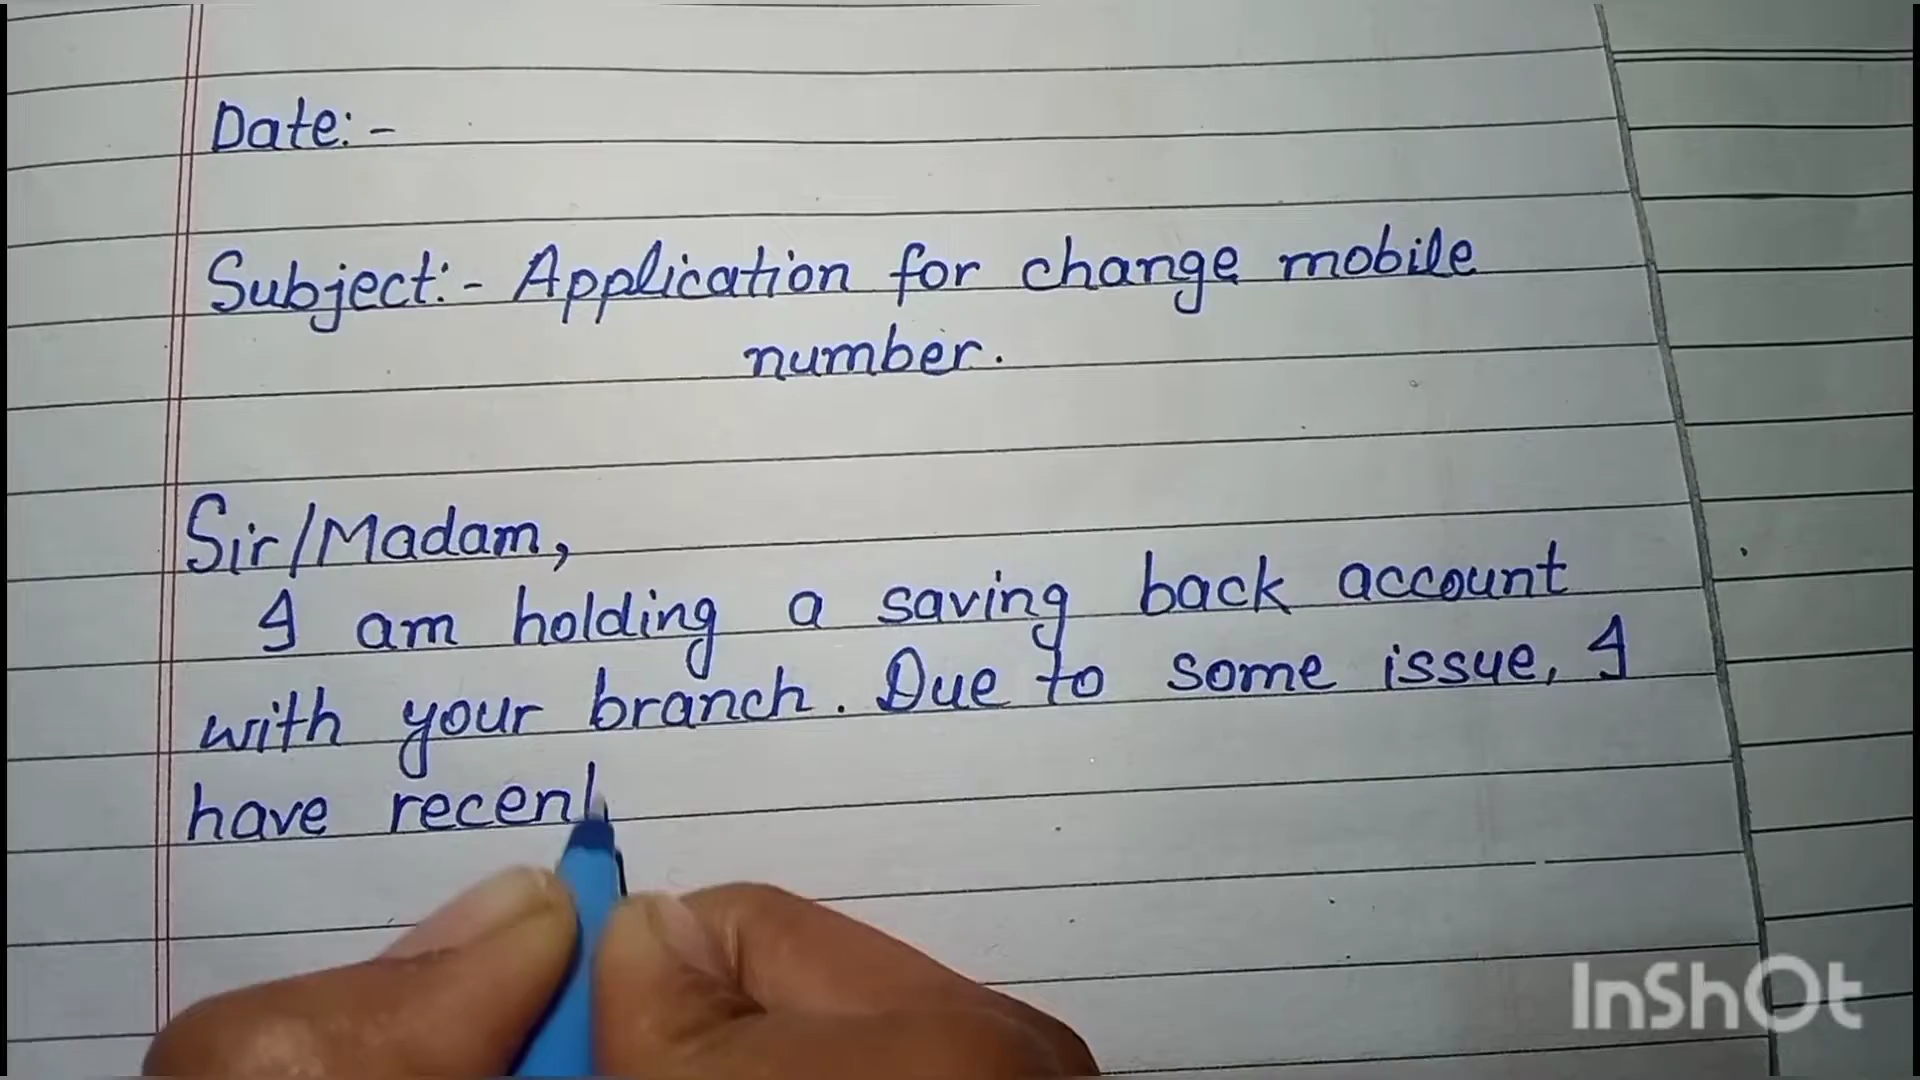 Date:-
Subject:- Application for change mobile
number.
Sir/Madam,
I am holding a saving back account
with your branch. Due to some issue, I
have recen
InShOt